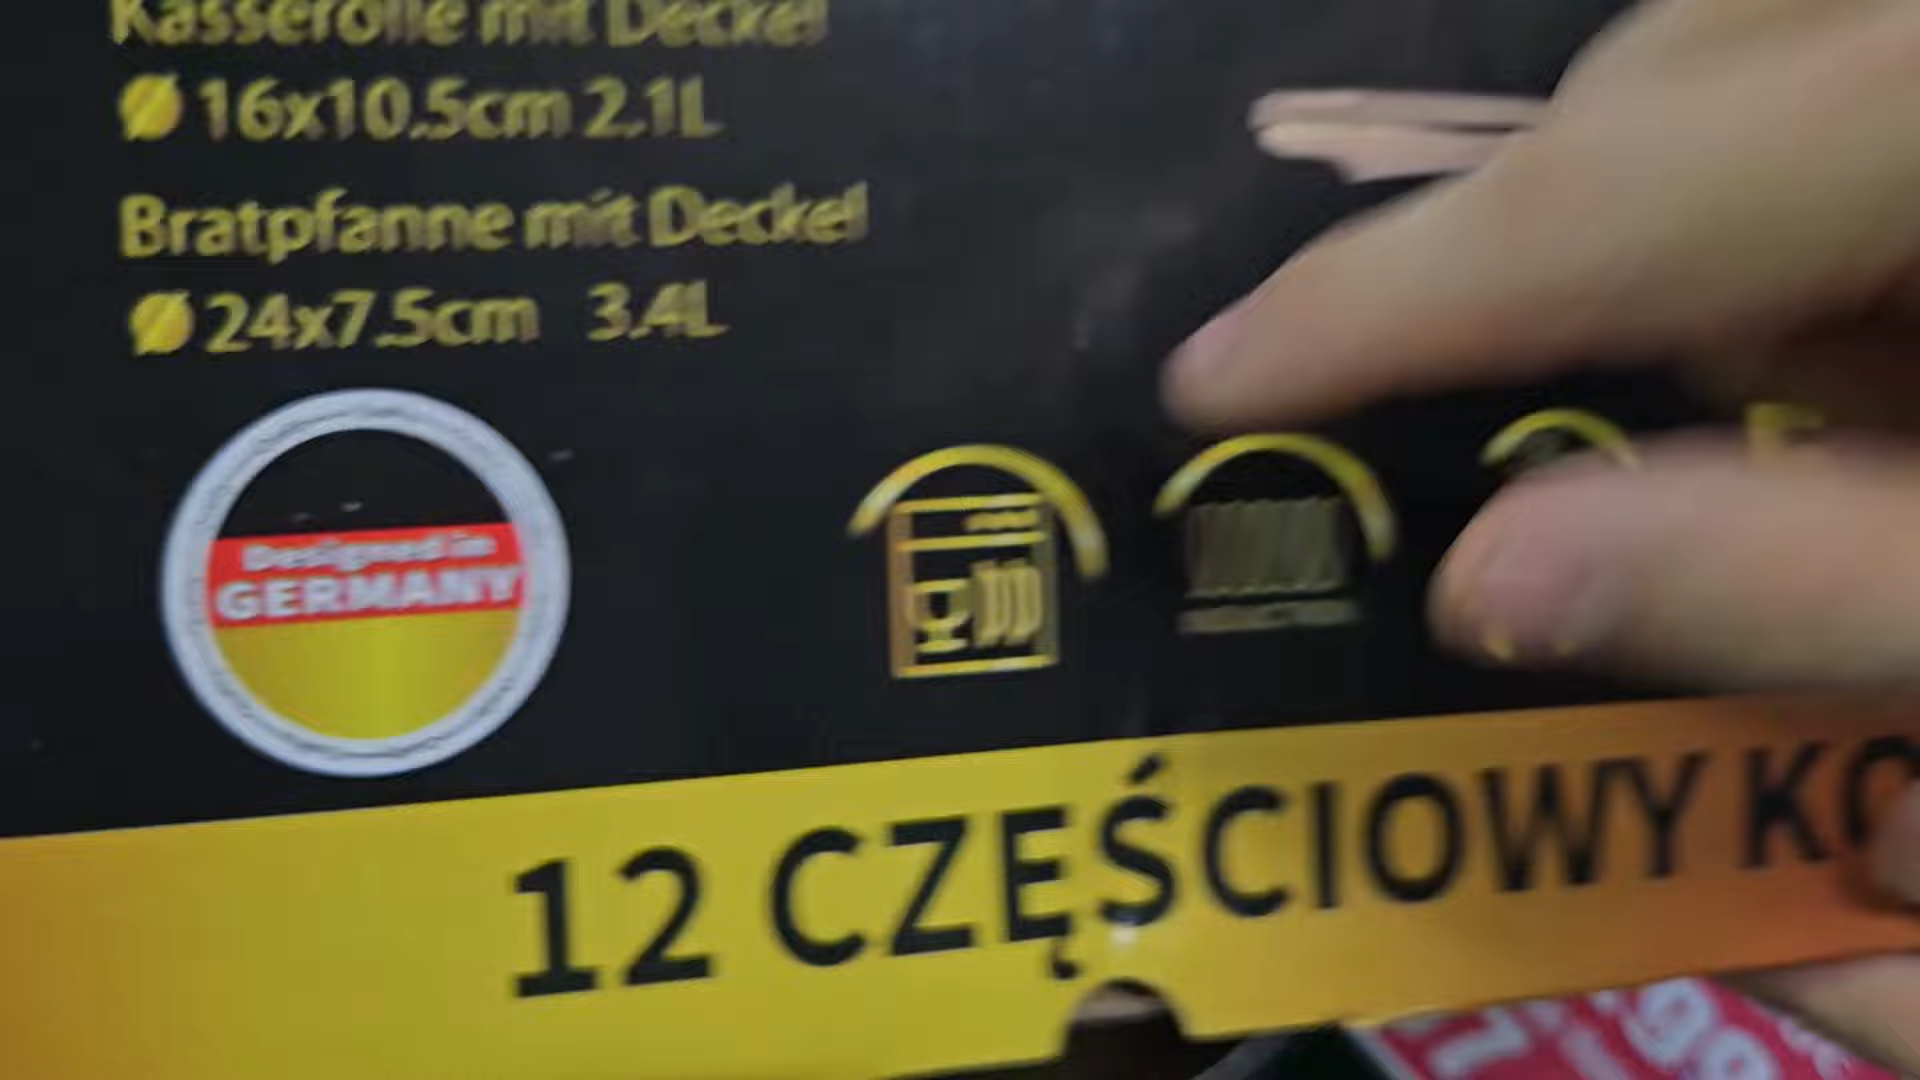 Kasserolle mit Deckel
Ø 16x10.5cm 2.1L
Bratpfanne mit Deckel
Ø 24x7.5cm 3.4L
Designed in
GERMANY
12 CZĘŚCIOWY KO